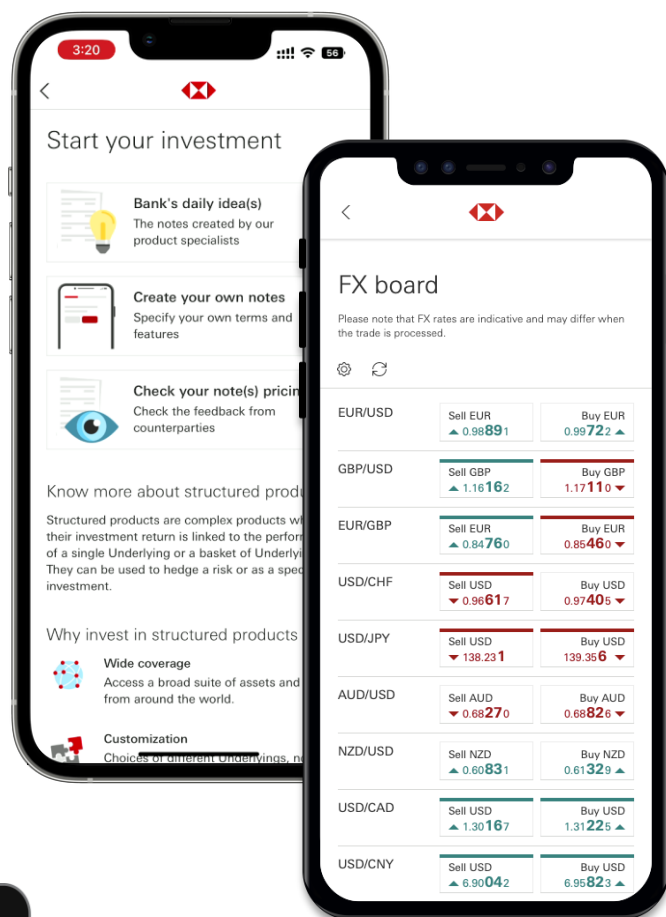 3:20
56
Start your investment
Bank's daily idea(s)
The notes created by our
product specialists
Create your own notes
Specify your own terms and
features
Check your note(s)
Check the feedback from
counterparties
Know more about structured
Structured products are complex products
their investment return is linked to the
of a single Underlying or a basket of
They can be used to hedge a risk or as a
investment.
Why invest in structured products
Wide coverage
Access a broad suite of assets and
from around the world.
Customization
Choices of different Underlyings,
FX board
Please note that FX rates are indicative and may differ when
the trade is processed.
EUR/USD
Sell EUR
▲ 0.98891
Buy EUR
0.99722 ▲
GBP/USD
Sell GBP
▲ 1.16162
Buy GBP
1.17110 ▼
EUR/GBP
Sell EUR
▲ 0.84760
Buy EUR
0.85460 ▼
USD/CHF
Sell USD
▼ 0.96617
Buy USD
0.97405 ▼
USD/JPY
Sell USD
▼ 138.231
Buy USD
139.356 ▼
AUD/USD
Sell AUD
▼ 0.68270
Buy AUD
0.68826 ▼
NZD/USD
Sell NZD
▲ 0.60831
Buy NZD
0.61329 ▲
USD/CAD
Sell USD
▲ 1.30167
Buy USD
1.31225 ▲
USD/CNY
Sell USD
▲ 6.90042
Buy USD
6.95823 ▲